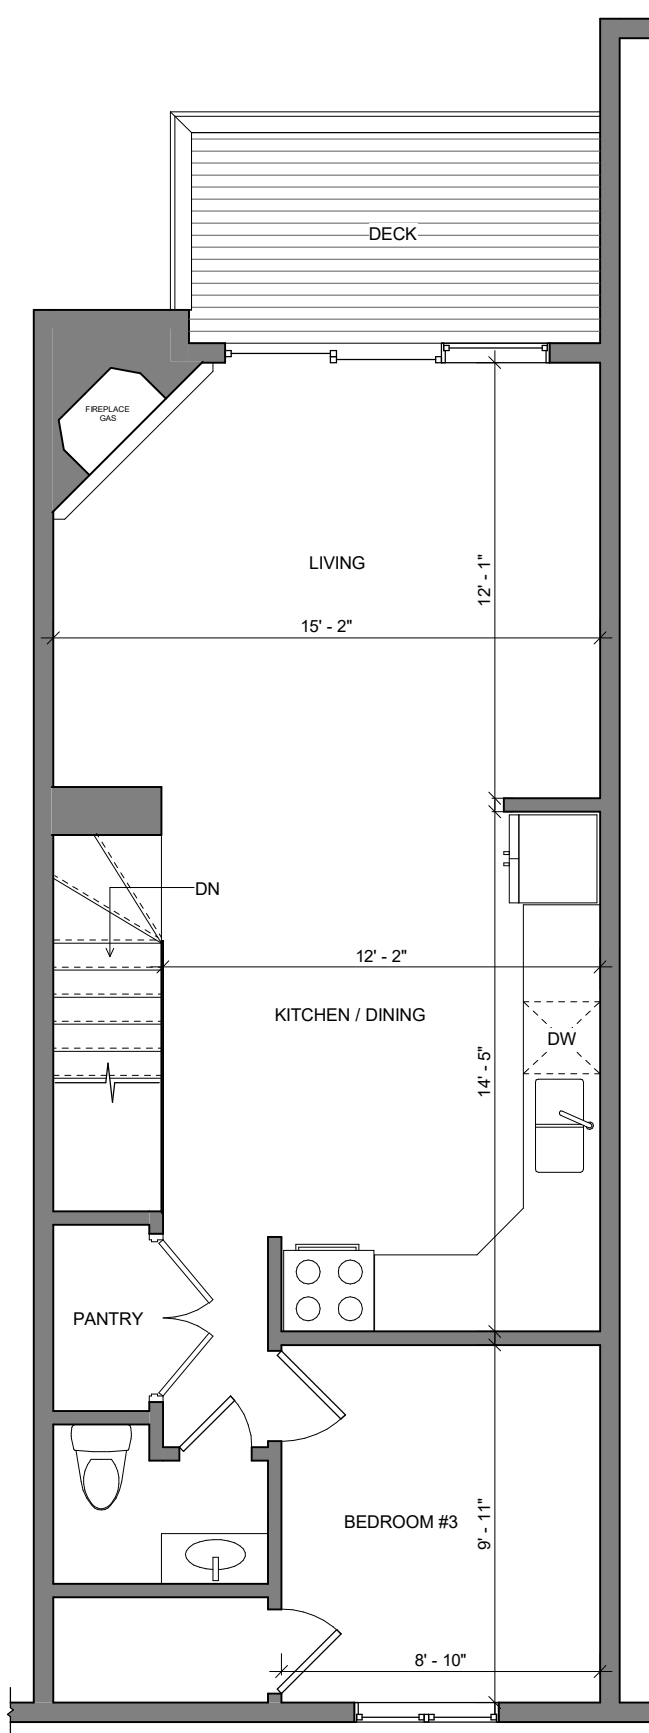 DECK
FIREPLACE
GAS
LIVING
12' - 1"
15' - 2"
DN
12' - 2"
KITCHEN / DINING
DW
14' - 5"
PANTRY
BEDROOM #3
9' - 11"
8' - 10"